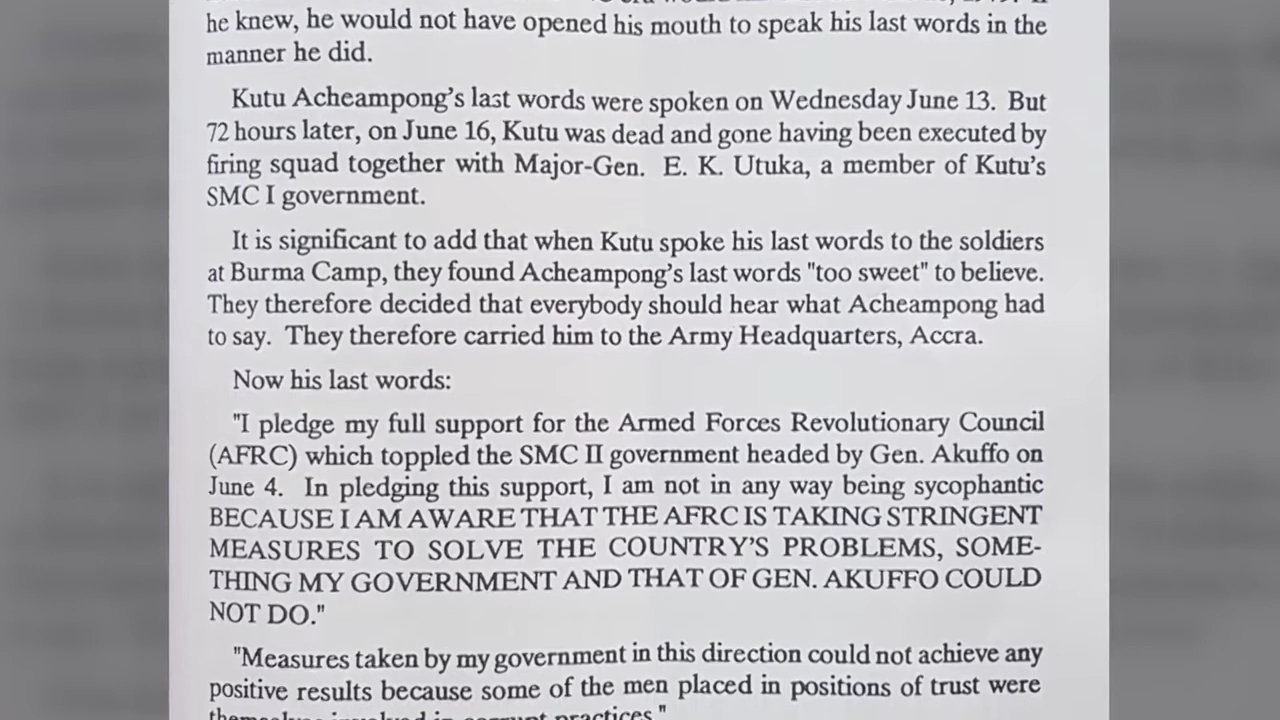 he knew, he would not have opened his mouth to speak his last words in the
manner he did.
Kutu Acheampong's last words were spoken on Wednesday June 13. But
72 hours later, on June 16, Kutu was dead and gone having been executed by
firing squad together with Major-Gen. E. K. Utuka, a member of Kutu's
SMC I government.
It is significant to add that when Kutu spoke his last words to the soldiers
at Burma Camp, they found Acheampong's last words "too sweet" to believe.
They therefore decided that everybody should hear what Acheampong had
to say. They therefore carried him to the Army Headquarters, Accra.
Now his last words:
"I pledge my full support for the Armed Forces Revolutionary Council
(AFRC) which toppled the SMC II government headed by Gen. Akuffo on
June 4. In pledging this support, I am not in any way being sycophantic
BECAUSE I AM AWARE THAT THE AFRC IS TAKING STRINGENT
MEASURES TO SOLVE THE COUNTRY'S PROBLEMS, SOME-
THING MY GOVERNMENT AND THAT OF GEN. AKUFFO COULD
NOT DO."
"Measures taken by my government in this direction could not achieve any
positive results because some of the men placed in positions of trust were
themselves involved in corrupt practices."